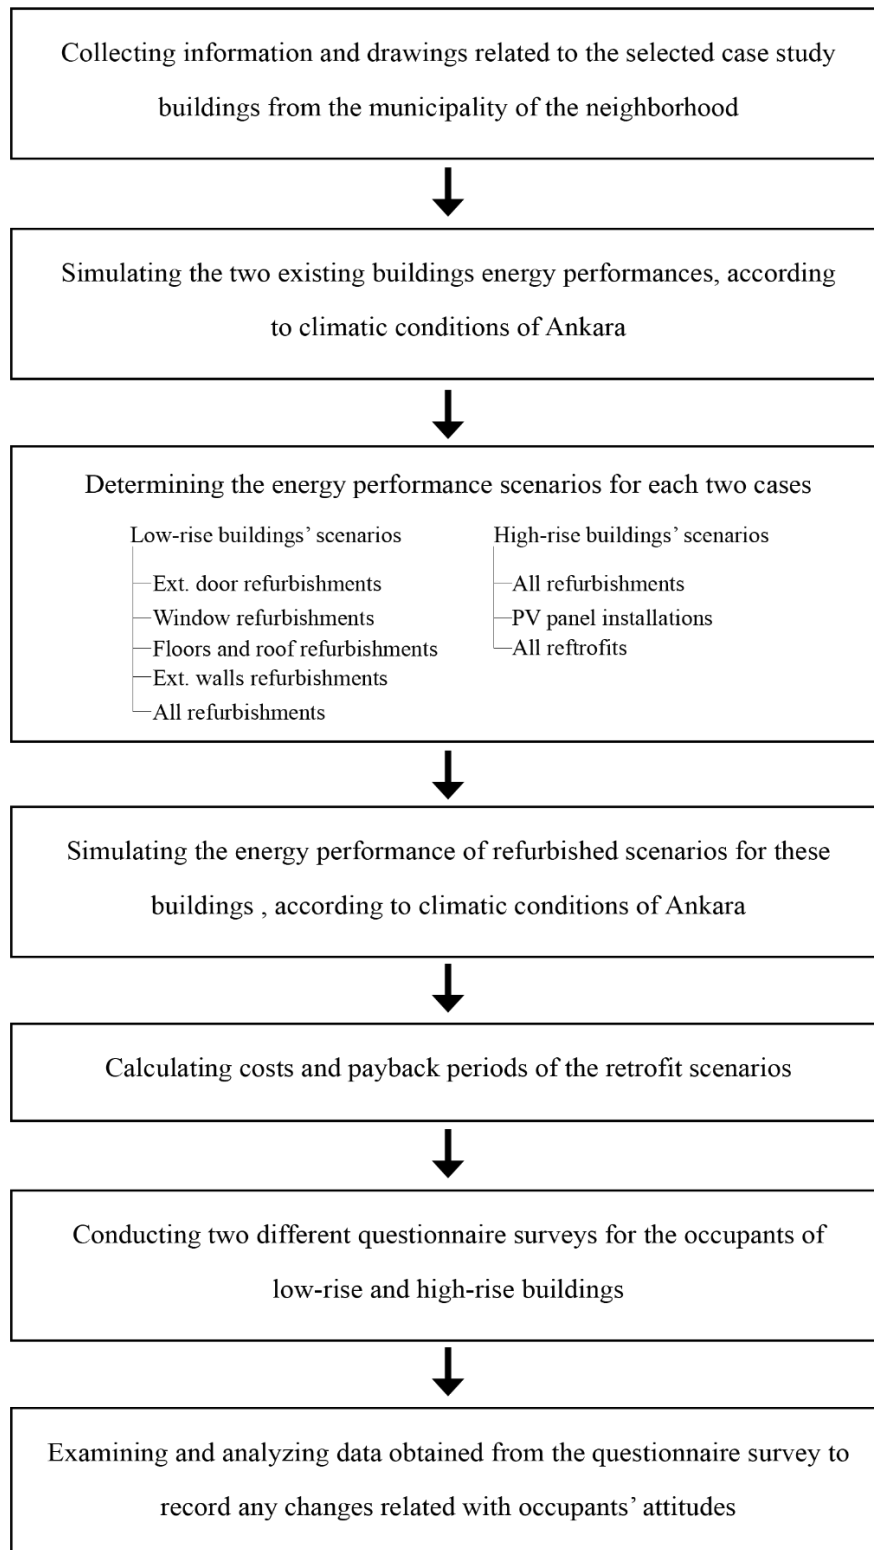 Collecting information and drawings related to the selected case study
buildings from the municipality of the neighborhood
Simulating the two existing buildings energy performances, according
to climatic conditions of Ankara
Determining the energy performance scenarios for each two cases
Low-rise buildings’ scenarios
Ext. door refurbishments
Window refurbishments
Floors and roof refurbishments
Ext. walls refurbishments
All refurbishments
High-rise buildings’ scenarios
All refurbishments
PV panel installations
All reftrofits
Simulating the energy performance of refurbished scenarios for these
buildings , according to climatic conditions of Ankara
Calculating costs and payback periods of the retrofit scenarios
Conducting two different questionnaire surveys for the occupants of
low-rise and high-rise buildings
Examining and analyzing data obtained from the questionnaire survey to
record any changes related with occupants’ attitudes